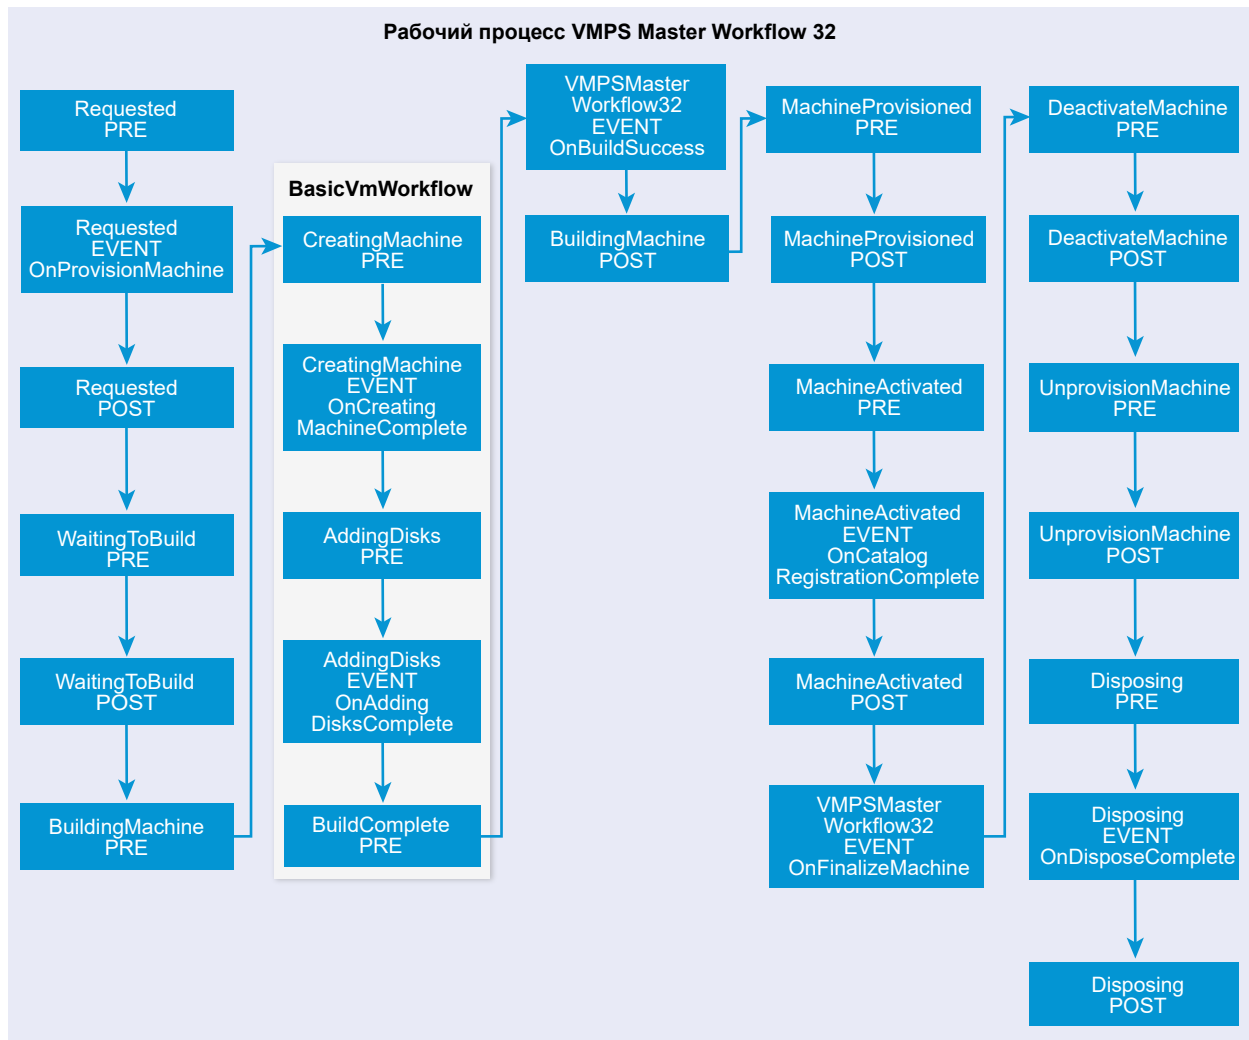 Рабочий процесс VMPS Master Workflow 32
Requested
PRE
Requested
EVENT
OnProvisionMachine
Requested
POST
WaitingToBuild
PRE
WaitingToBuild
POST
BuildingMachine
PRE
BasicVmWorkflow
CreatingMachine
PRE
CreatingMachine
EVENT
OnCreating
MachineComplete
AddingDisks
PRE
AddingDisks
EVENT
OnAdding
DisksComplete
BuildComplete
PRE
VMPSMaster
Workflow32
EVENT
OnBuildSuccess
BuildingMachine
POST
MachineProvisioned
PRE
MachineProvisioned
POST
MachineActivated
PRE
MachineActivated
EVENT
OnCatalog
RegistrationComplete
MachineActivated
POST
VMPSMaster
Workflow32
EVENT
OnFinalizeMachine
DeactivateMachine
PRE
DeactivateMachine
POST
UnprovisionMachine
PRE
UnprovisionMachine
POST
Disposing
PRE
Disposing
EVENT
OnDisposeComplete
Disposing
POST